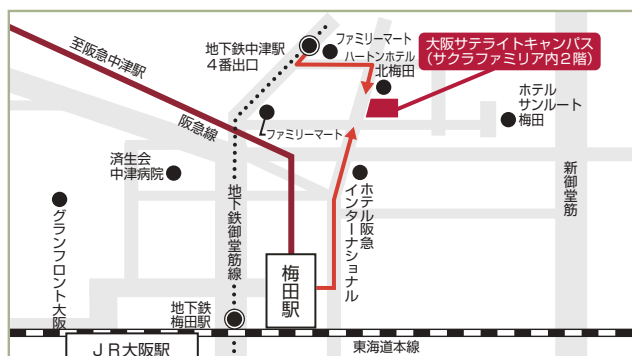 至阪急中津駅
地下鉄中津駅
4番出口
ファミリーマート
ハートンホテル
北梅田
大阪サテライトキャンパス
(サクラファミリア内2階)
阪急線
ファミリーマート
ホテル
サンルート
梅田
済生会
中津病院
新御堂筋
グランフロント大阪
地下鉄御堂筋線
ホテル阪急
インターナショナル
梅田駅
地下鉄
梅田駅
JR大阪駅
東海道本線